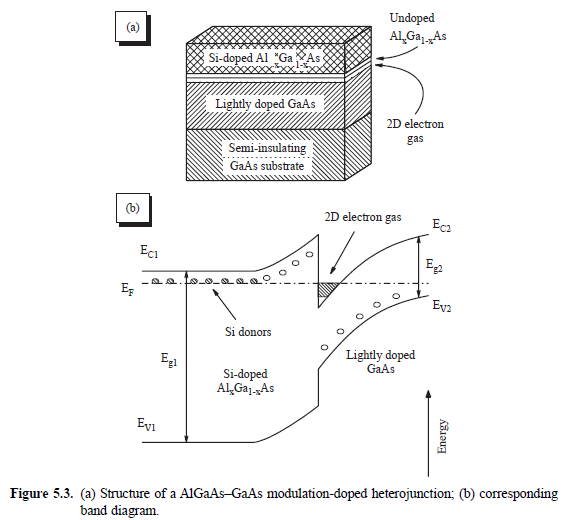 (a)
Undoped
AlxGa1-xAs
Si-doped AlxGa1-xAs
Lightly doped GaAs
2D electron
gas
Semi-insulating
GaAs substrate
(b)
2D electron gas
EC2
EC1
Eg2
EF
EV2
Si donors
Eg1
Lightly doped
GaAs
Si-doped
AlxGa1-xAs
EV1
Energy
Figure 5.3. (a) Structure of a AlGaAs–GaAs modulation-doped heterojunction; (b) corresponding
band diagram.